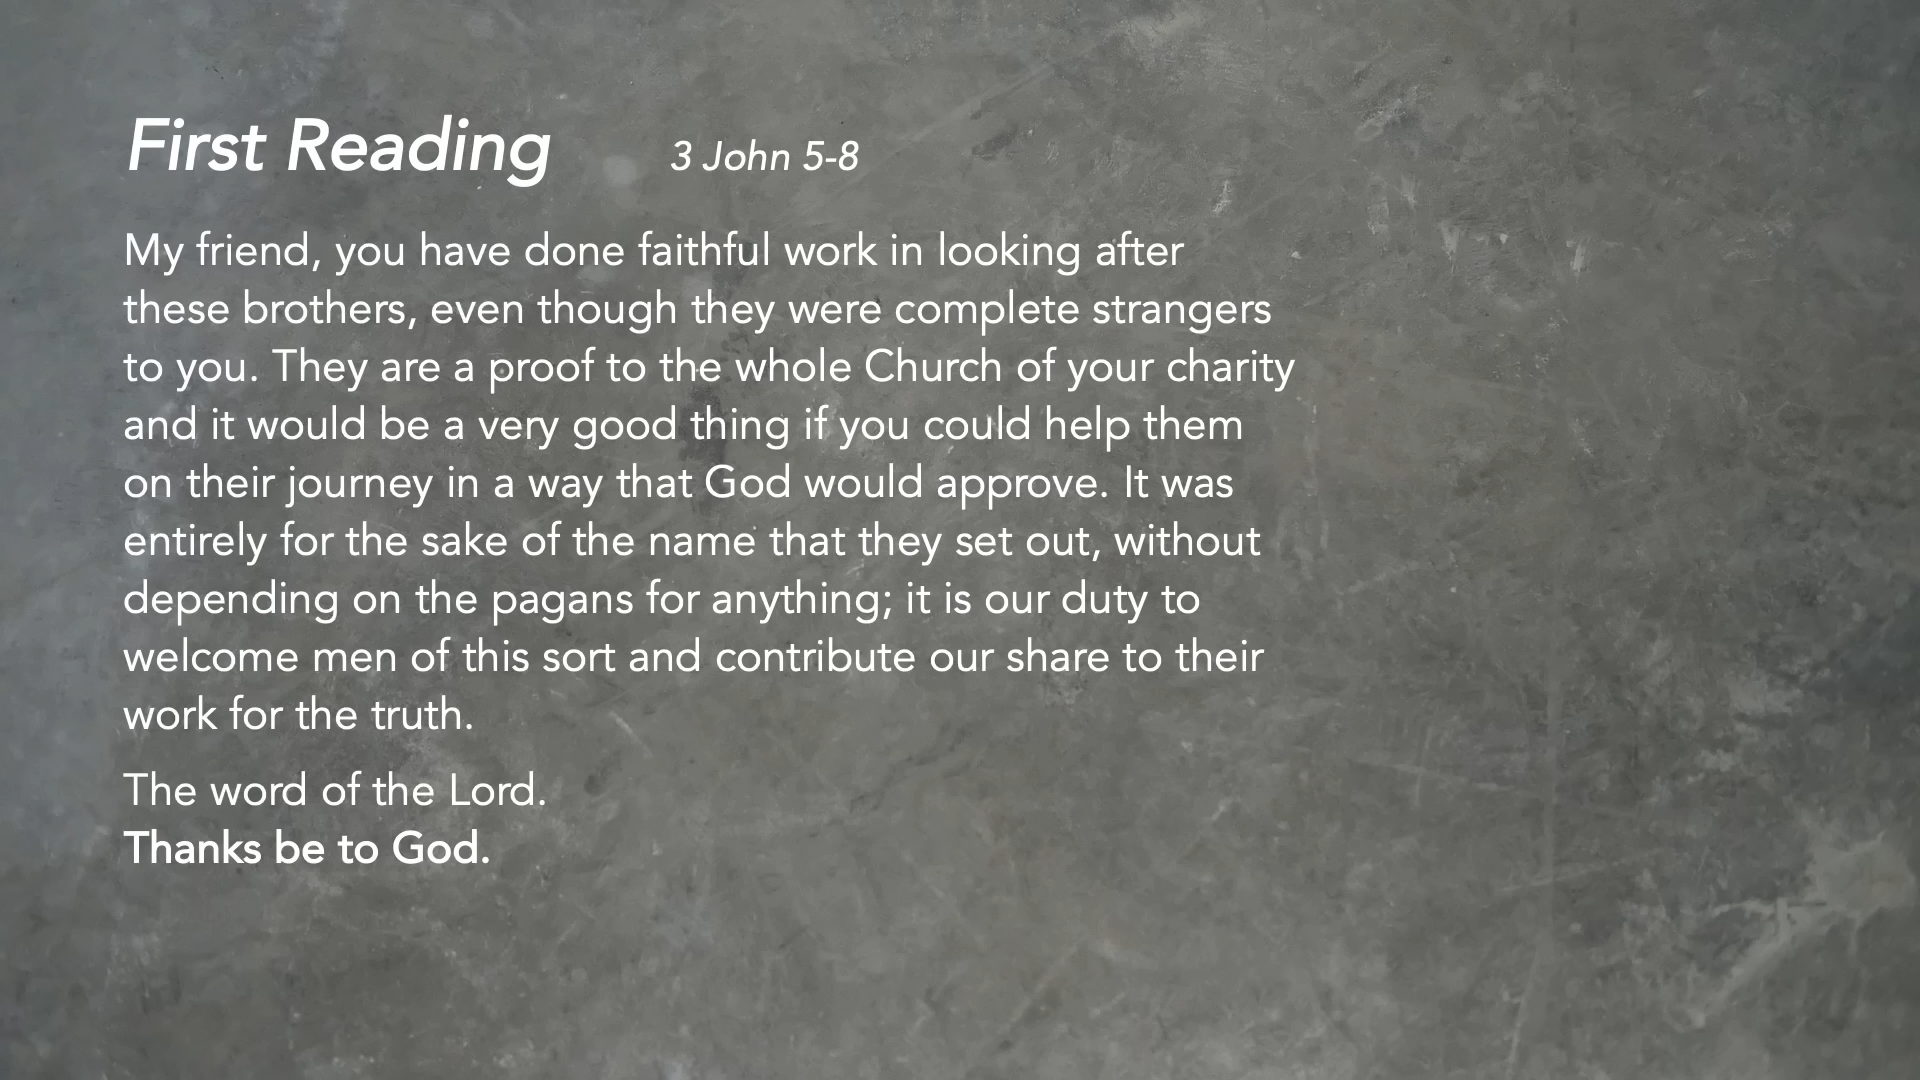 First Reading 3 John 5-8
My friend, you have done faithful work in looking after
these brothers, even though they were complete strangers
to you. They are a proof to the whole Church of your charity
and it would be a very good thing if you could help them
on their journey in a way that God would approve. It was
entirely for the sake of the name that they set out, without
depending on the pagans for anything; it is our duty to
welcome men of this sort and contribute our share to their
work for the truth.
The word of the Lord.
Thanks be to God.